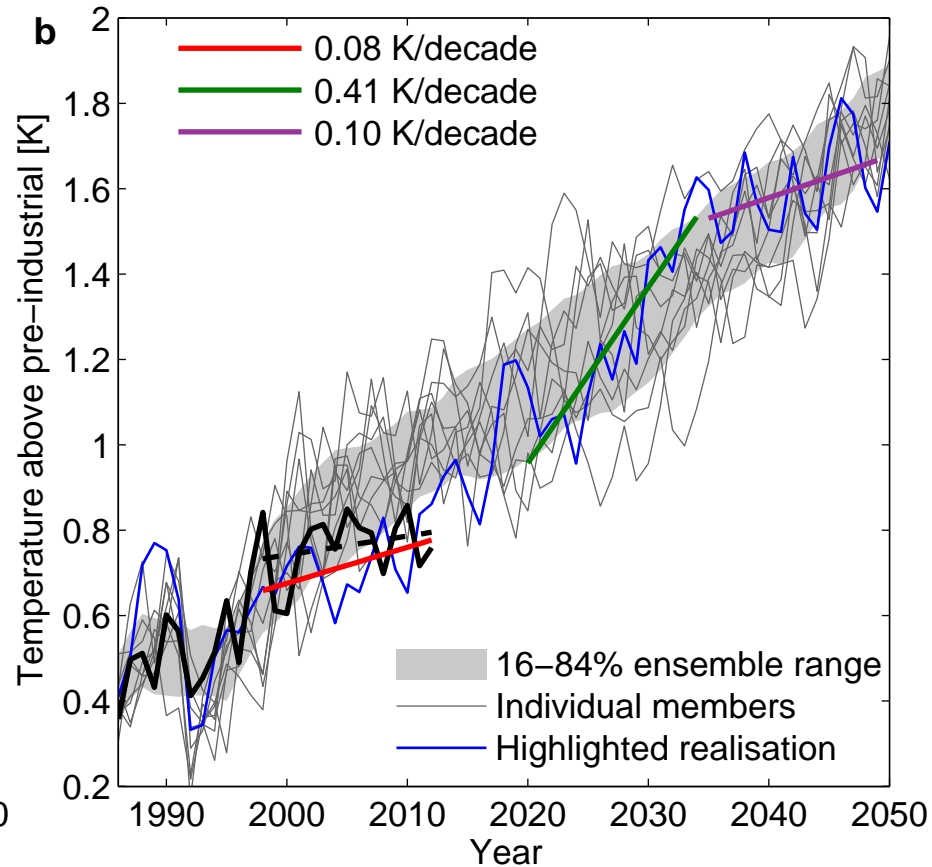 b
0.08 K/decade
0.41 K/decade
0.10 K/decade
Temperature above pre−industrial [K]
2
1.8
1.6
1.4
1.2
1
0.8
0.6
0.4
0.2
16−84% ensemble range
Individual members
Highlighted realisation
0
1990 2000 2010 2020 2030 2040 2050
Year